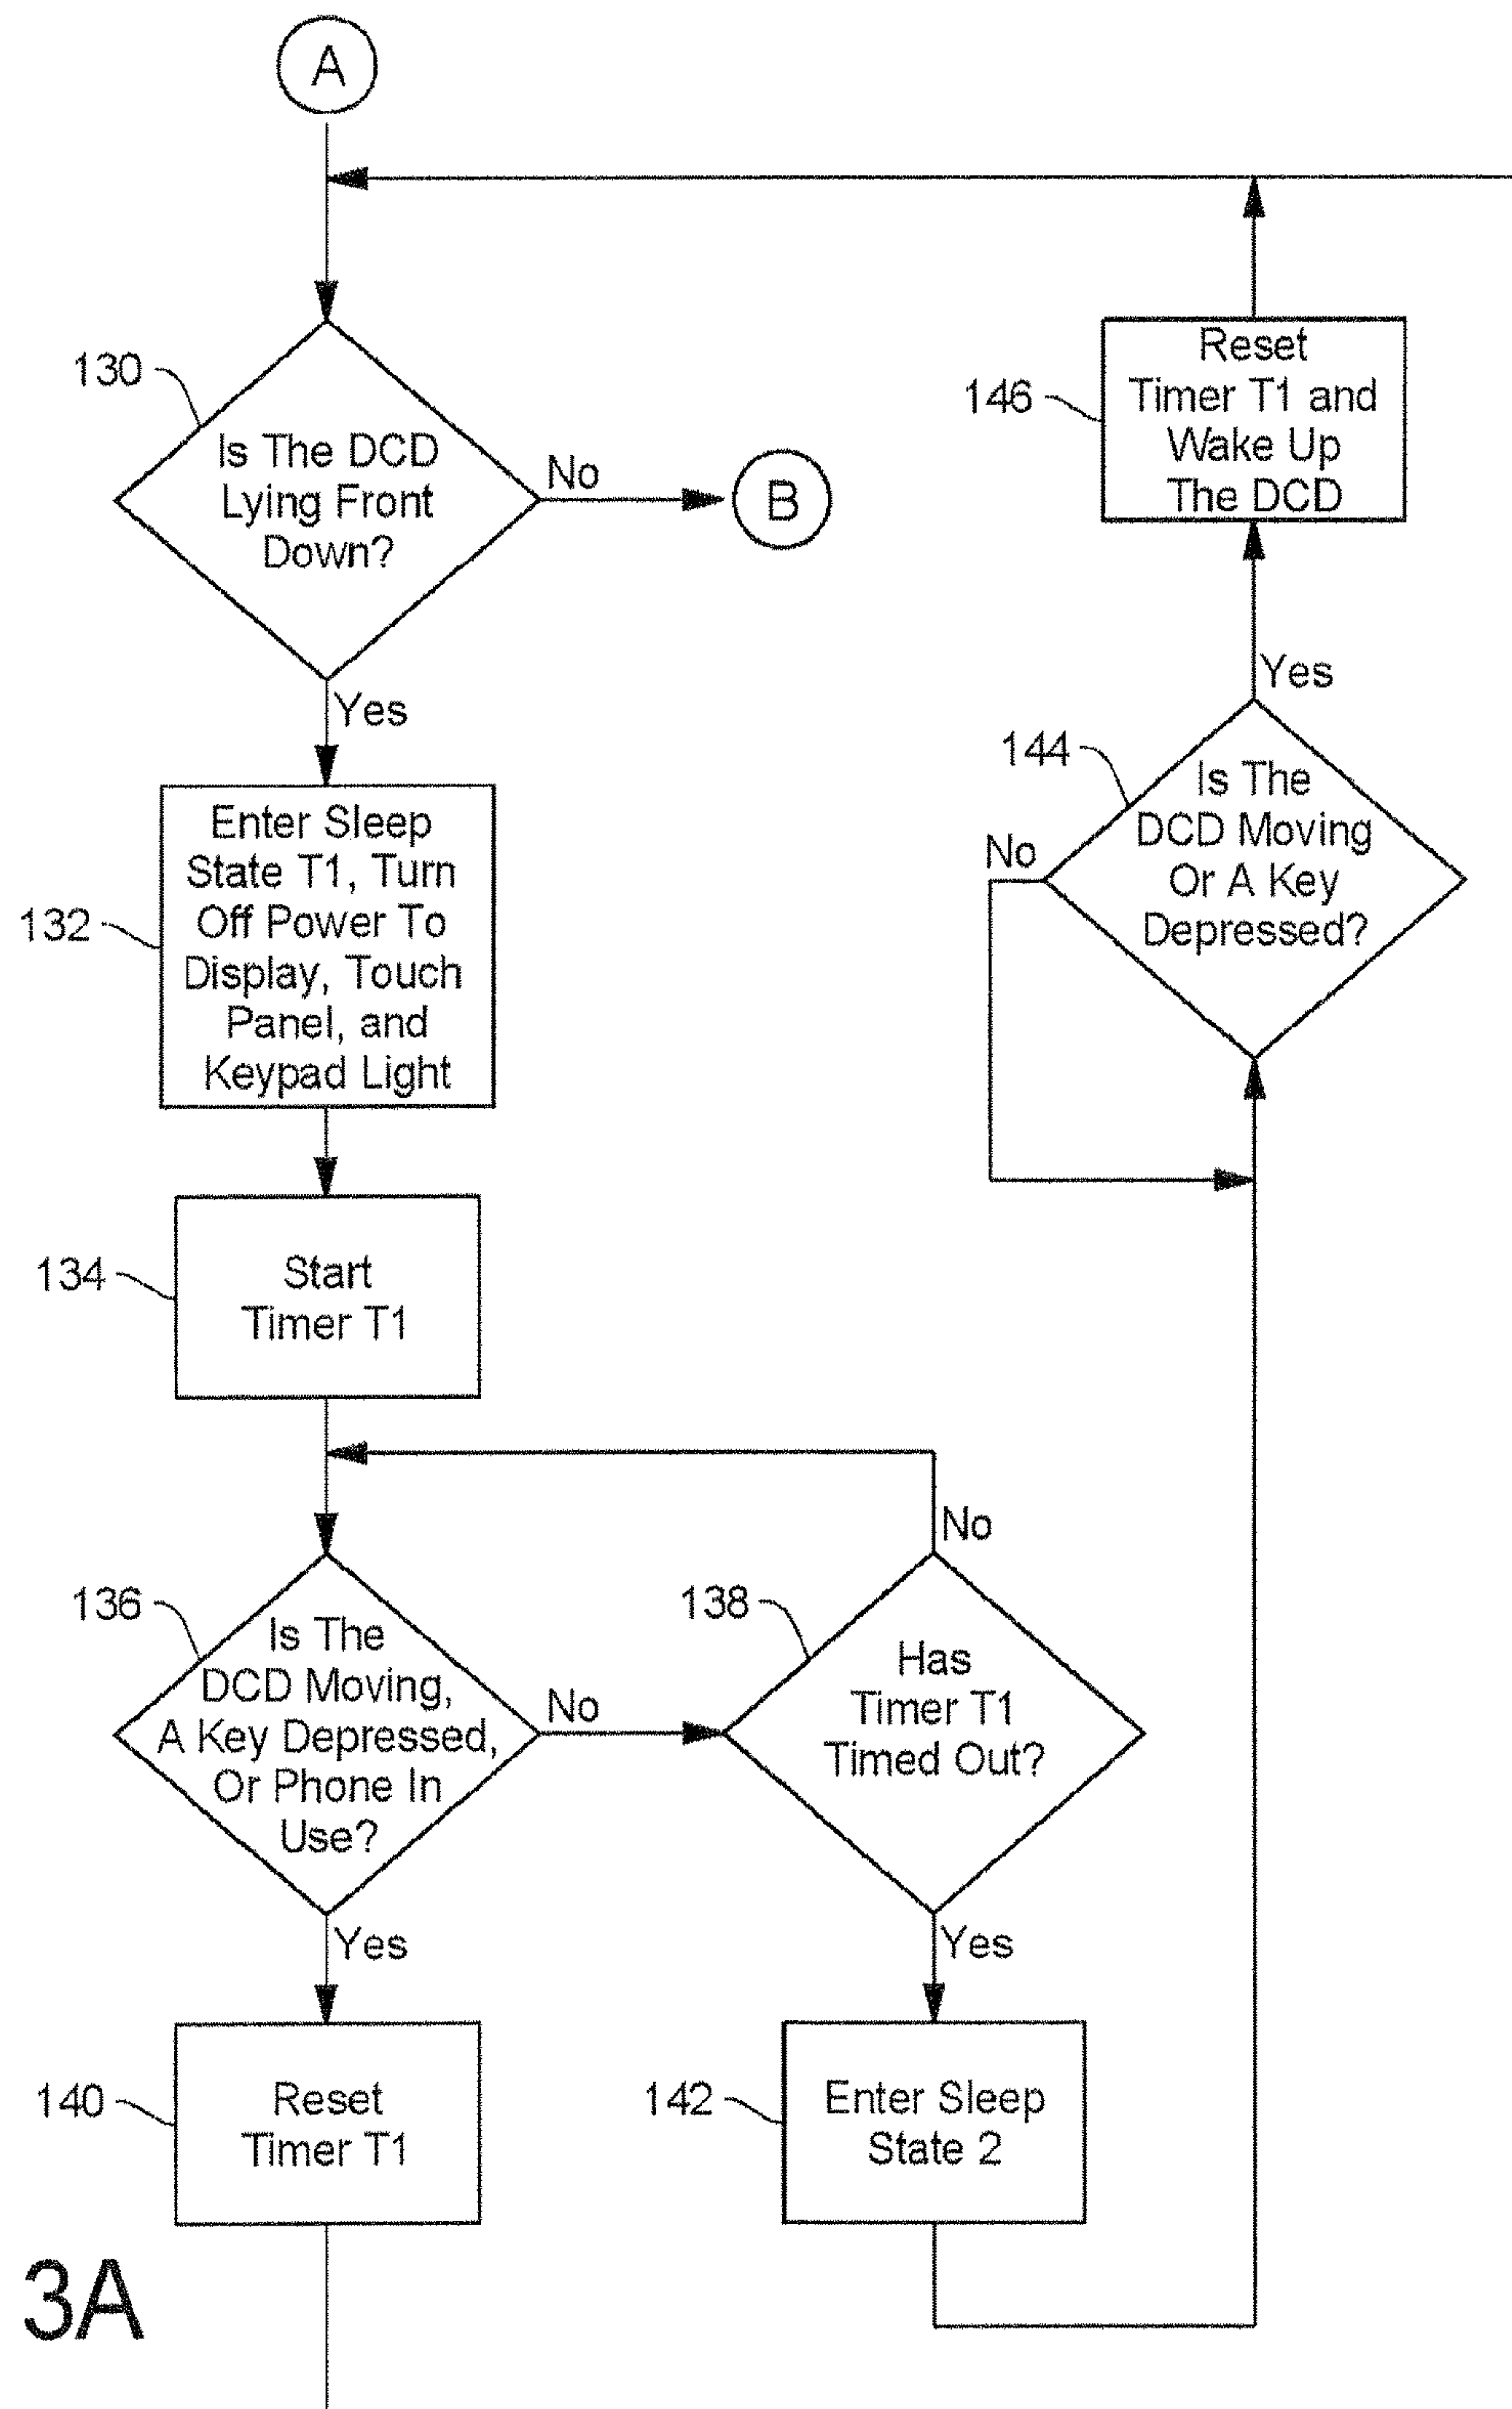 A
130
Is The DCD
Lying Front
Down?
No
B
Yes
132
Enter Sleep
State T1, Turn
Off Power To
Display, Touch
Panel, and
Keypad Light
134
Start
Timer T1
136
Is The
DCD Moving,
A Key Depressed,
Or Phone In
Use?
No
Yes
138
Has
Timer T1
Timed Out?
No
Yes
140
Reset
Timer T1
142
Enter Sleep
State 2
144
Is The
DCD Moving
Or A Key
Depressed?
No
Yes
146
Reset
Timer T1 and
Wake Up
The DCD
3A